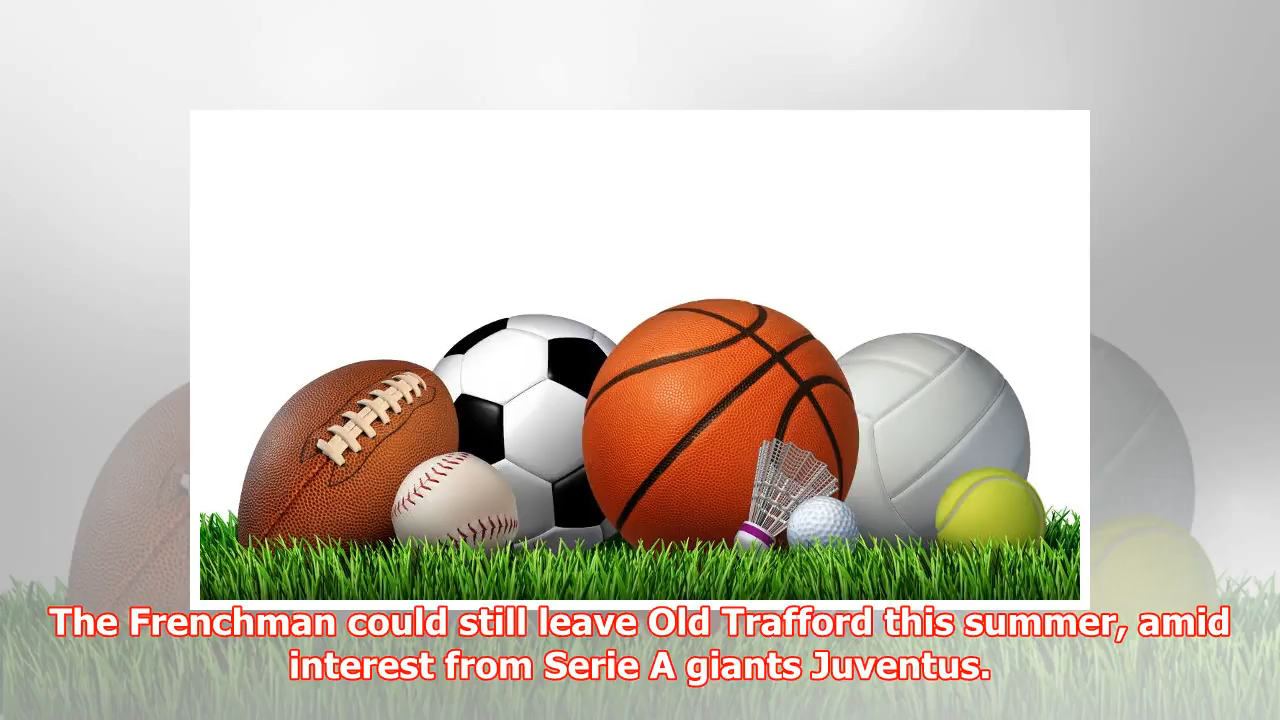 The Frenchman could still leave Old Trafford this summer, amid
interest from Serie A giants Juventus.